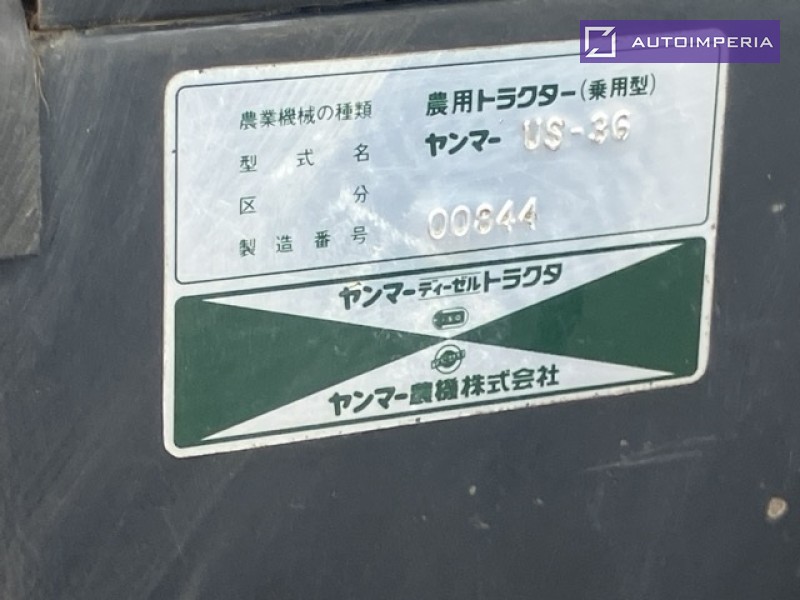 AUTOIMPERIA
農業機械の種類 農用トラクター(乗用型)
型式名 ヤンマー US-36
区分
製造番号 00844
ヤンマーディーゼルトラクタ
ヤンマー農機株式会社